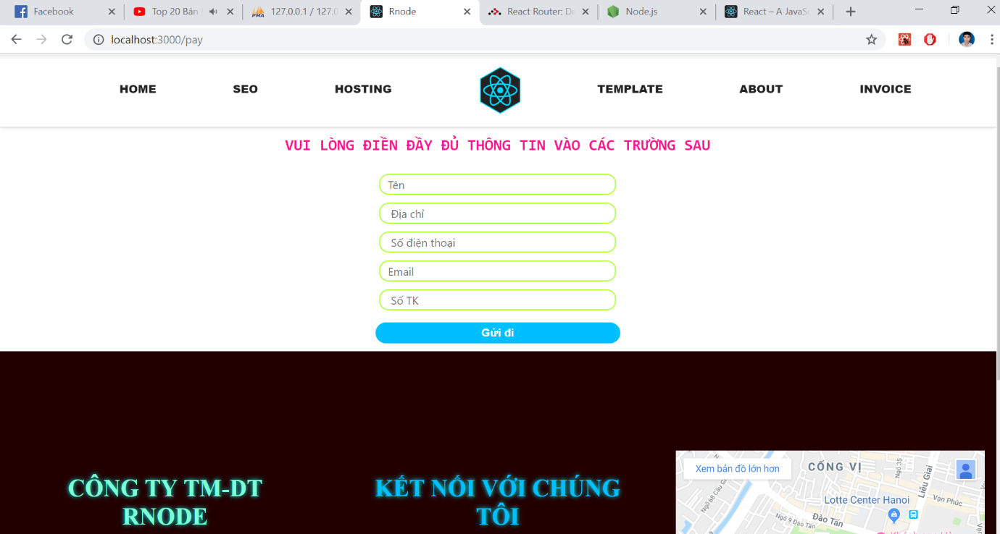 Facebook
Top 20 Bản
127.0.0.1 / 127.0
Rnode
React Router: De
Node.js
React – A JavaSc
localhost:3000/pay
HOME SEO HOSTING TEMPLATE ABOUT INVOICE
VUI LÒNG ĐIỀN ĐẦY ĐỦ THÔNG TIN VÀO CÁC TRƯỜNG SAU
Tên
Địa chỉ
Số điện thoại
Email
Số TK
Gửi đi
CÔNG TY TM-DT
RNODE
KẾT NỐI VỚI CHÚNG
TÔI
Xem bản đồ lớn hơn
CỐNG VỊ
Ngõ 35
Liễu Giai
Vạn Phúc
Lotte Center Hanoi
Ngõ 68 Cầu
Đào Tấn
Ngõ 9 Đào Tấn